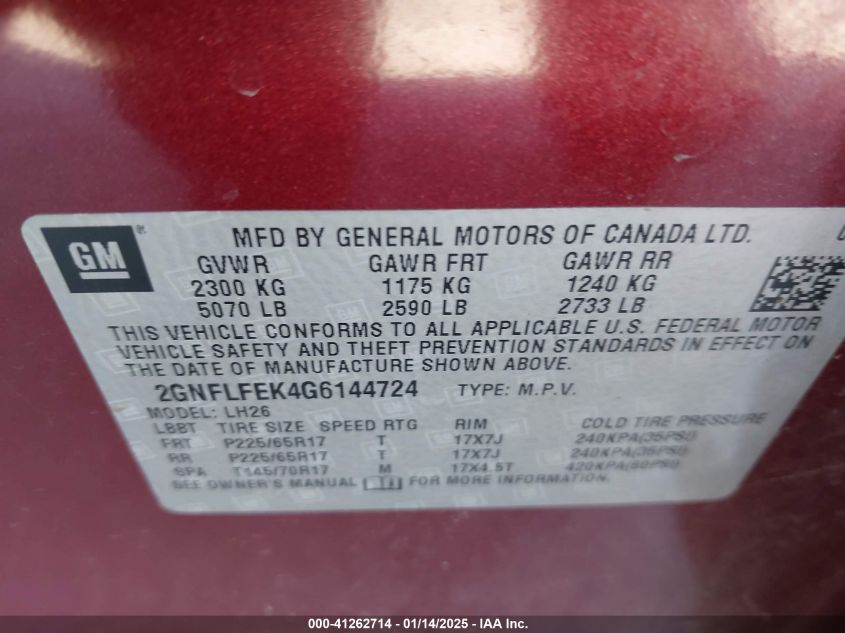 GM®
MFD BY GENERAL MOTORS OF CANADA LTD.
GVWR GAWR FRT GAWR RR
2300 KG 1175 KG 1240 KG
5070 LB 2590 LB 2733 LB
THIS VEHICLE CONFORMS TO ALL APPLICABLE U.S. FEDERAL MOTOR
VEHICLE SAFETY AND THEFT PREVENTION STANDARDS IN EFFECT ON
THE DATE OF MANUFACTURE SHOWN ABOVE.
2GNFLFEK4G6144724 TYPE: M.P.V.
MODEL: LH26
LBBT TIRE SIZE SPEED RTG RIM COLD TIRE PRESSURE
FRT P225/65R17 T 17X7J 240KPA(35PSI)
RR P225/65R17 T 17X7J 240KPA(35PSI)
SPA T145/70R17 M 17X4.5T 420KPA(60PSI)
SEE OWNER'S MANUAL FOR MORE INFORMATION.
000-41262714 - 01/14/2025 - IAA Inc.